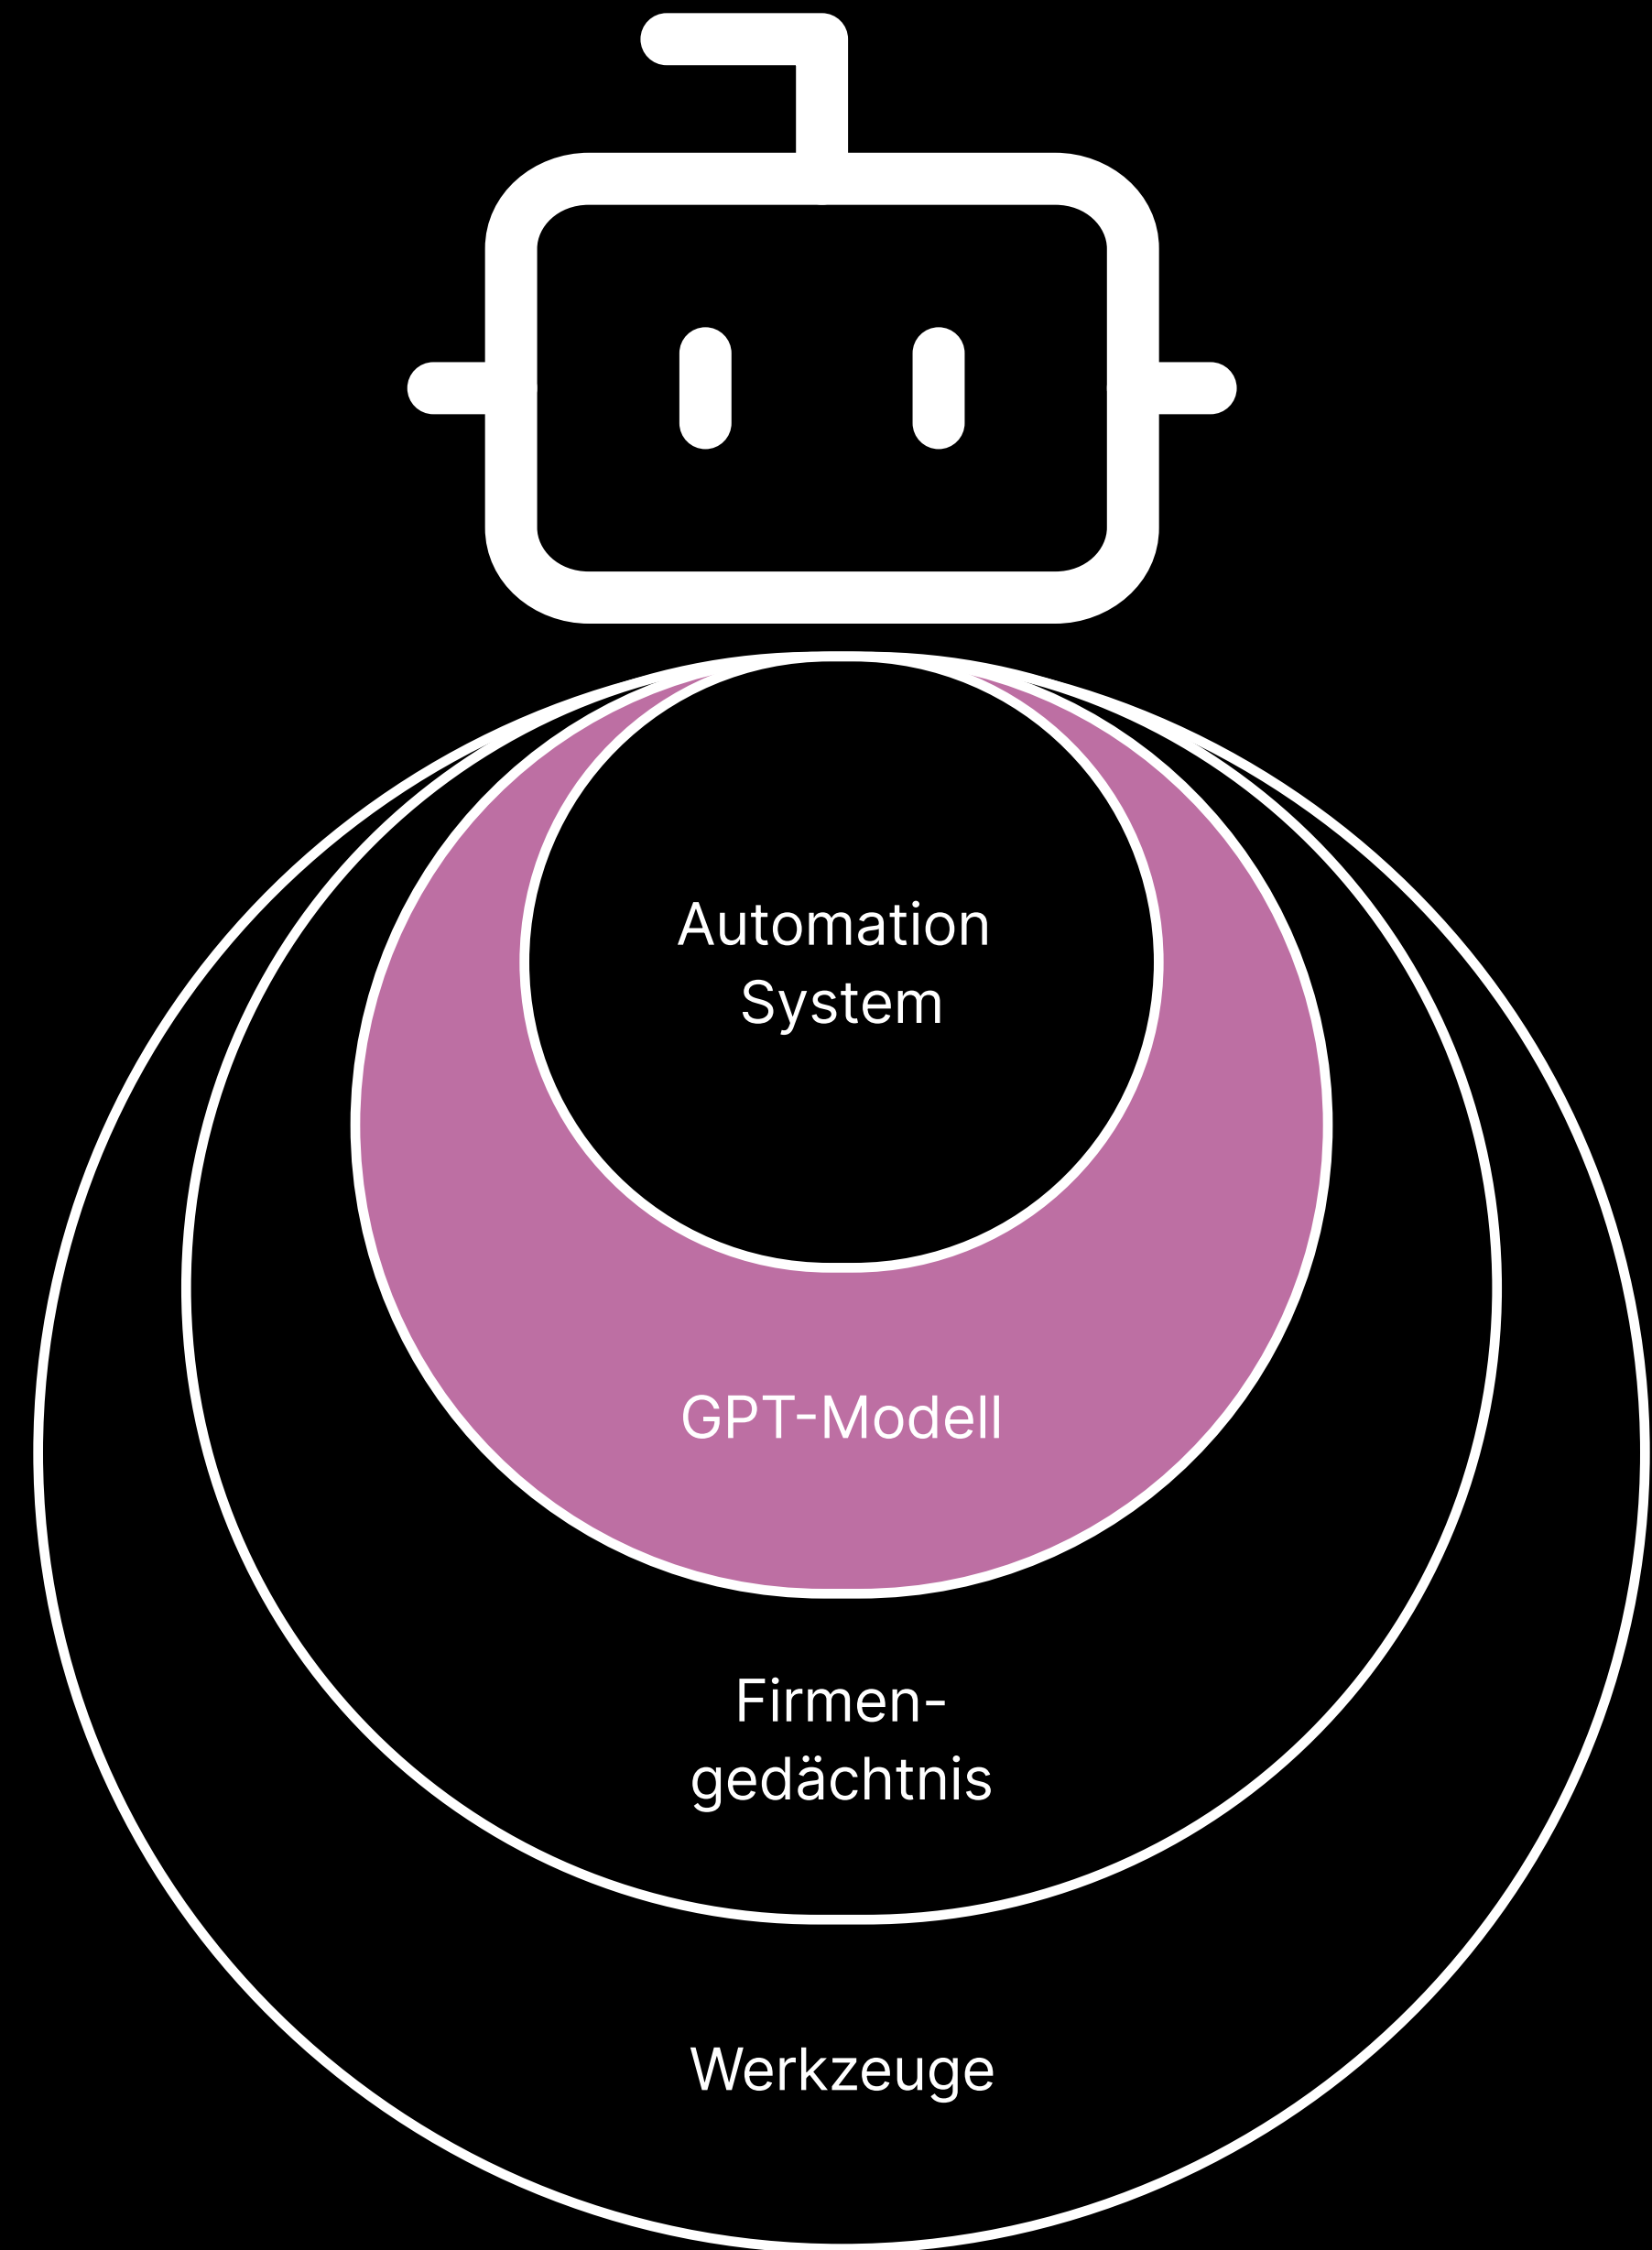 Automation
System
GPT-Modell
Firmen-
gedächtnis
Werkzeuge